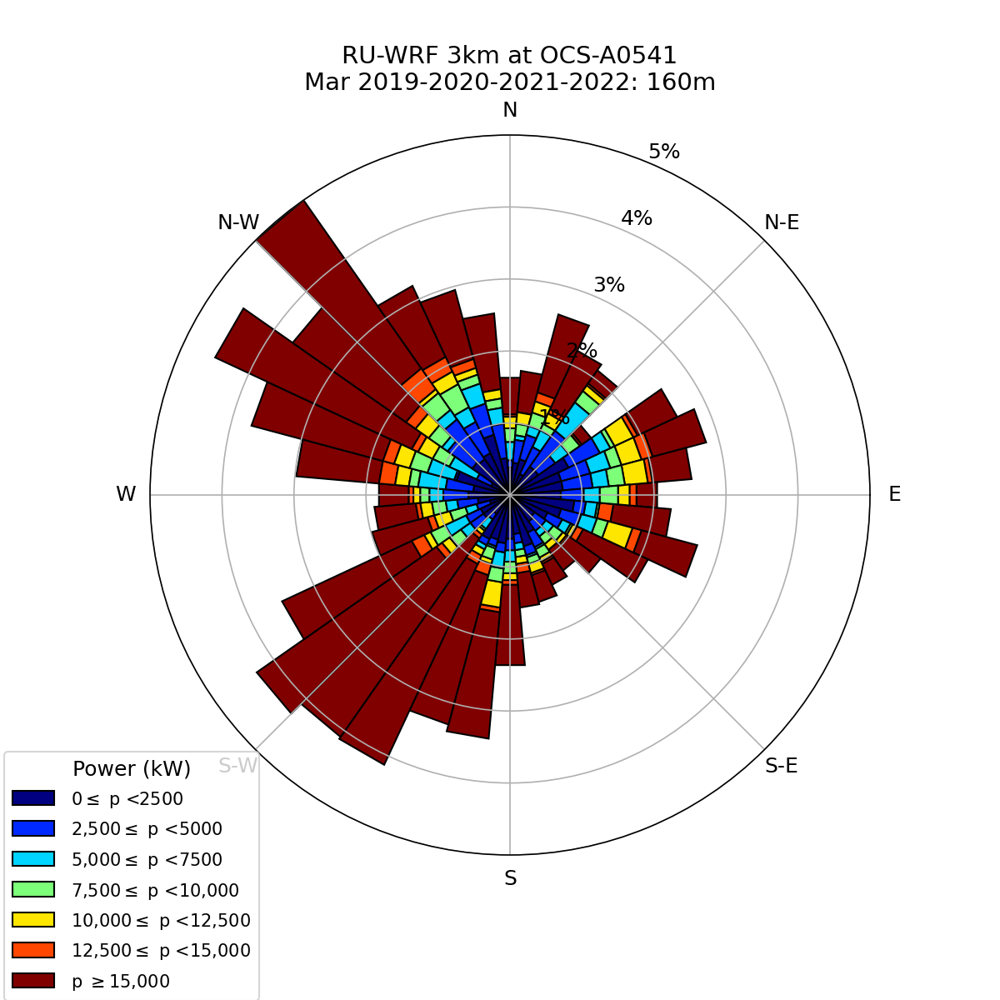 RU-WRF 3km at OCS-A0541
Mar 2019-2020-2021-2022: 160m
N
5%
N-W
4%
N-E
3%
2%
1%
W
E
S-W
S-E
S
Power (kW)
0≤ p <2500
2,500≤ p <5000
5,000≤ p <7500
7,500≤ p <10,000
10,000≤ p <12,500
12,500≤ p <15,000
p ≥15,000